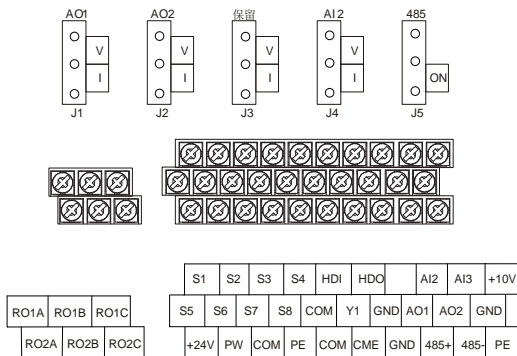 AO1 AO2 保留 AI2 485
V V V V
I I I I ON
J1 J2 J3 J4 J5
S1 S2 S3 S4 HDI HDO AI2 AI3 +10V
RO1A RO1B RO1C S5 S6 S7 S8 COM Y1 GND AO1 AO2 GND
RO2A RO2B RO2C +24V PW COM PE COM CME GND 485+ 485- PE